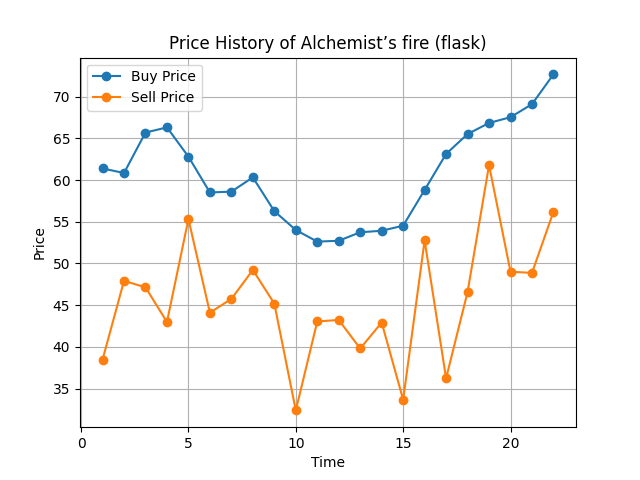 Price History of Alchemist’s fire (flask)
Buy Price
Sell Price
70
65
60
55
50
45
40
35
Price
0 5 10 15 20
Time